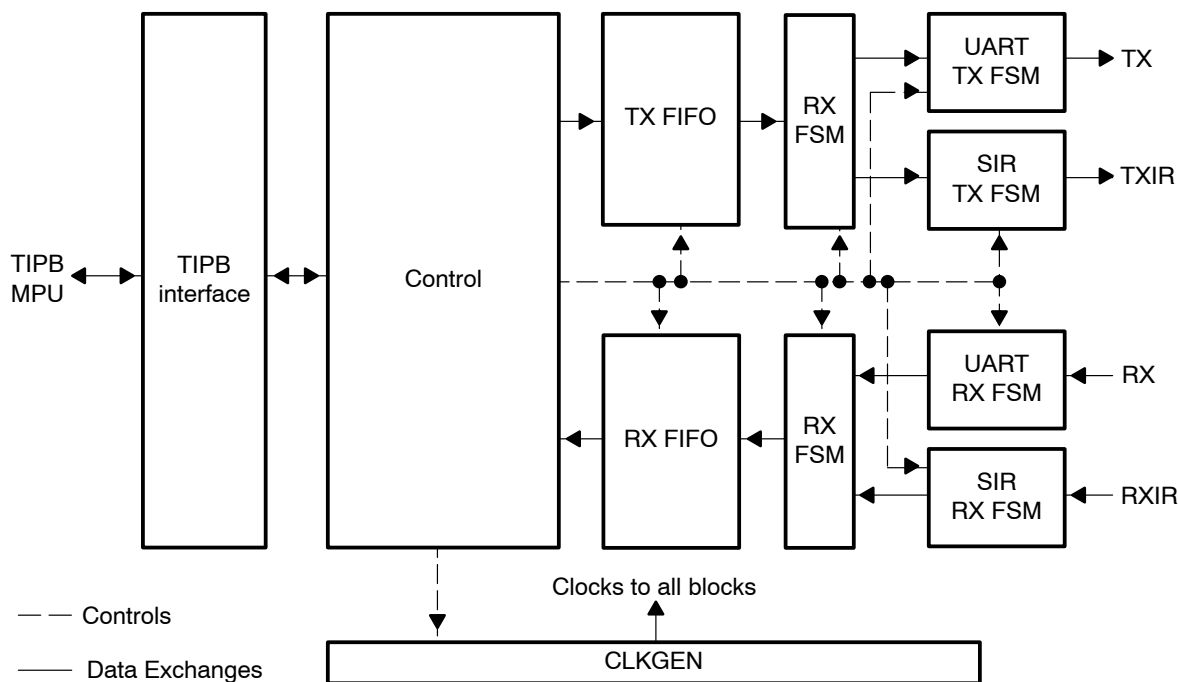 TIPB
MPU
TIPB
interface
Control
TX FIFO
RX
FSM
UART
TX FSM
TX
SIR
TX FSM
TXIR
RX FIFO
RX
FSM
UART
RX FSM
RX
SIR
RX FSM
RXIR
Clocks to all blocks
Controls
Data Exchanges
CLKGEN